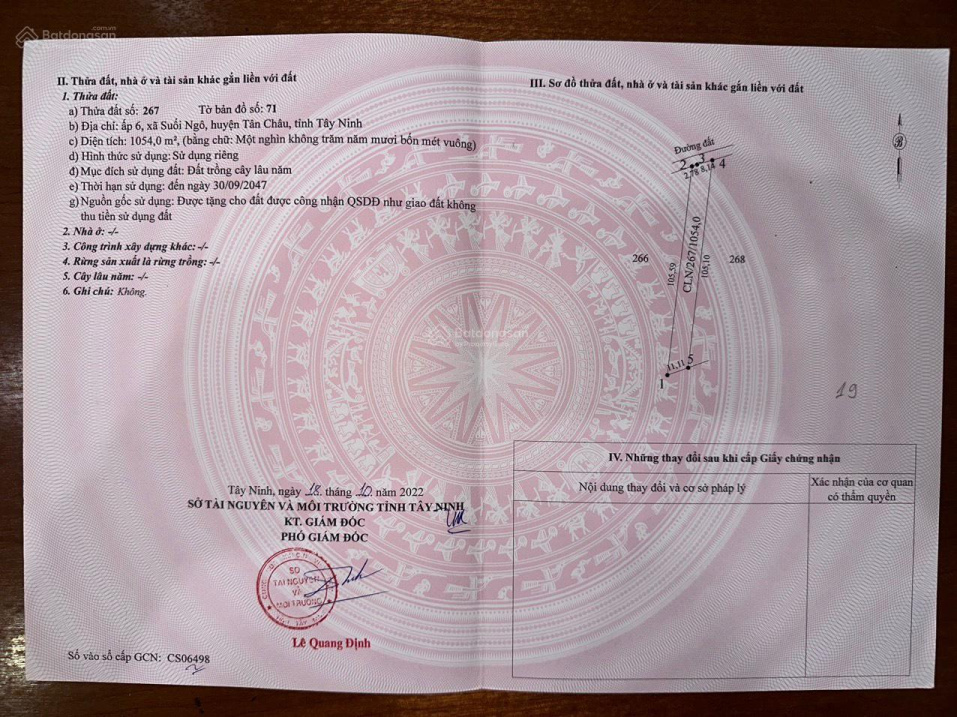 Batdongsan.com.vn
II. Thửa đất, nhà ở và tài sản khác gắn liền với đất
1. Thửa đất:
a) Thửa đất số: 267 Tờ bản đồ số: 71
b) Địa chỉ: ấp 6, xã Suối Ngô, huyện Tân Châu, tỉnh Tây Ninh
c) Diện tích: 1054,0 m², (bằng chữ: Một nghìn không trăm năm mươi bốn mét vuông)
d) Hình thức sử dụng: Sử dụng riêng
đ) Mục đích sử dụng đất: Đất trồng cây lâu năm
e) Thời hạn sử dụng: đến ngày 30/09/2047
g) Nguồn gốc sử dụng: Được tặng cho đất được công nhận QSDĐ như giao đất không
thu tiền sử dụng đất
2. Nhà ở: -/-
3. Công trình xây dựng khác: -/-
4. Rừng sản xuất là rừng trồng: -/-
5. Cây lâu năm: -/-
6. Ghi chú: Không.
Tây Ninh, ngày 18 tháng 10 năm 2022
SỞ TÀI NGUYÊN VÀ MÔI TRƯỜNG TỈNH TÂY NINH
KT. GIÁM ĐỐC
PHÓ GIÁM ĐỐC
SỞ
TÀI NGUYÊN
VÀ
MÔI TRƯỜNG
Lê Quang Định
Số vào sổ cấp GCN: CS06498
III. Sơ đồ thửa đất, nhà ở và tài sản khác gắn liền với đất
B
Đường đất
2 3 4
2,78 8,14
266
105,59
CLN/267/1054,0
105,10
268
11,11
1 5
19
Batdongsan
IV. Những thay đổi sau khi cấp Giấy chứng nhận
Nội dung thay đổi và cơ sở pháp lý
Xác nhận của cơ quan
có thẩm quyền